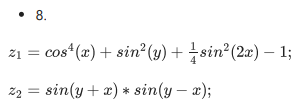 • 8.
z₁ = cos⁴(x) + sin²(y) + ¼sin²(2x) − 1;
z₂ = sin(y + x) * sin(y − x);